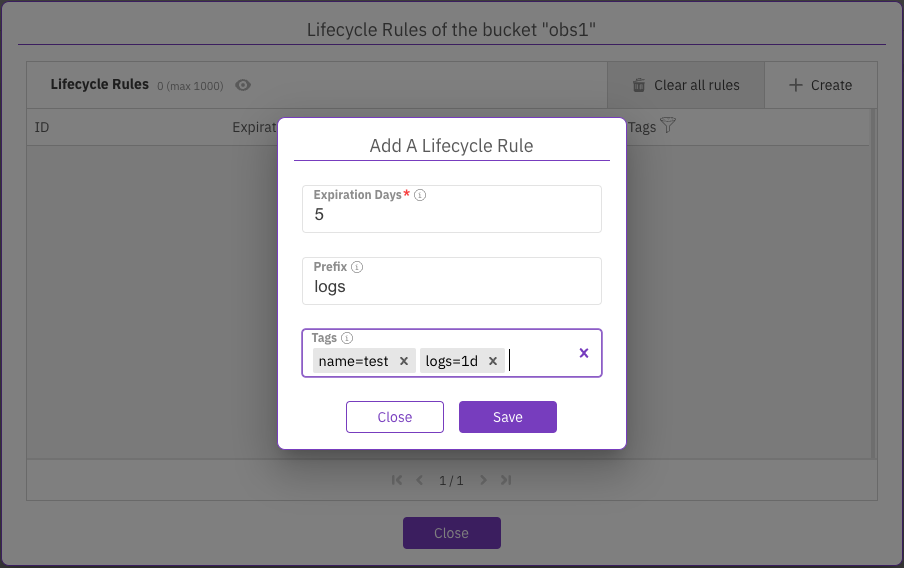 Lifecycle Rules of the bucket "obs1"
Lifecycle Rules 0 (max 1000) Clear all rules Create
ID Tags
Add A Lifecycle Rule
Expiration Days*
5
Prefix
logs
Tags
name=test x logs=1d x x
Close Save
1 / 1
Close